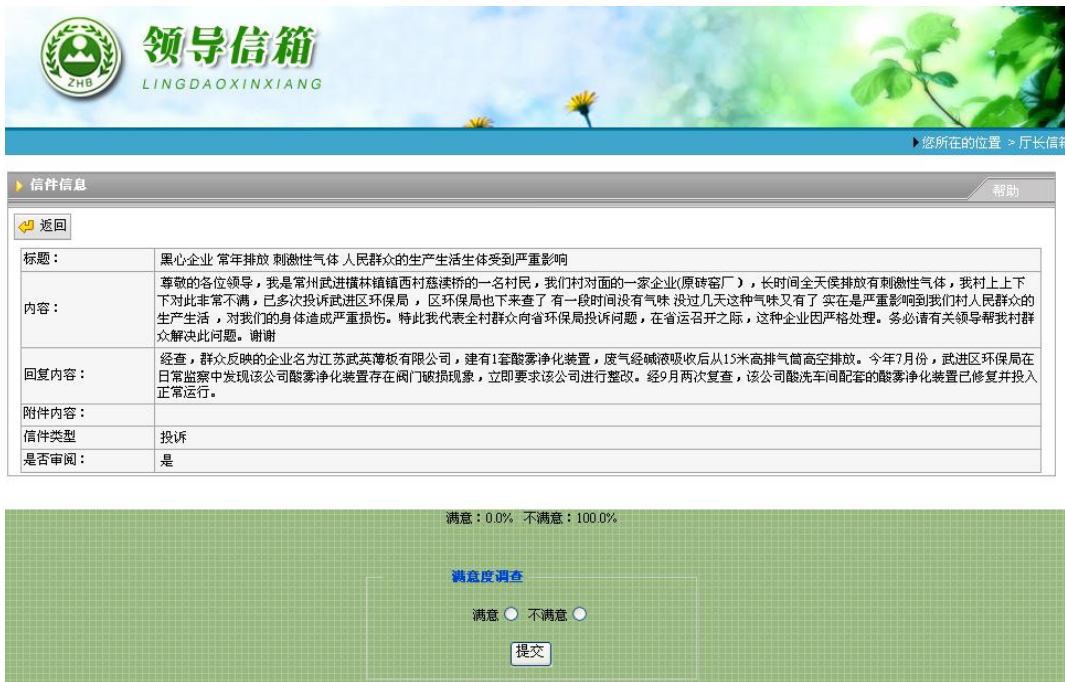 ZHB
领导信箱
LINGDAOXINXIANG
您所在的位置 > 厅长信箱
信件信息
帮助
返回
标题：
黑心企业 常年排放 刺激性气体 人民群众的生产生活生体受到严重影响
内容：
尊敬的各位领导，我是常州武进横林镇镇西村慈渎桥的一名村民，我们村对面的一家企业(原砖窑厂），长时间全天侯排放有刺激性气体，我村上上下
下对此非常不满，已多次投诉武进区环保局 ， 区环保局也下来查了 有一段时间没有气味 没过几天这种气味又有了 实在是严重影响到我们村人民群众的
生产生活 ，对我们的身体造成严重损伤。特此我代表全村群众向省环保局投诉问题，在省运召开之际，这种企业因严格处理。务必请有关领导帮我村群
众解决此问题。谢谢
回复内容：
经查，群众反映的企业名为江苏武英薄板有限公司，建有1套酸雾净化装置，废气经碱液吸收后从15米高排气筒高空排放。今年7月份，武进区环保局在
日常监察中发现该公司酸雾净化装置存在阀门破损现象，立即要求该公司进行整改。经9月两次复查，该公司酸洗车间配套的酸雾净化装置已修复并投入
正常运行。
附件内容：
信件类型
投诉
是否审阅：
是
满意：0.0% 不满意：100.0%
满意度调查
满意 不满意
提交